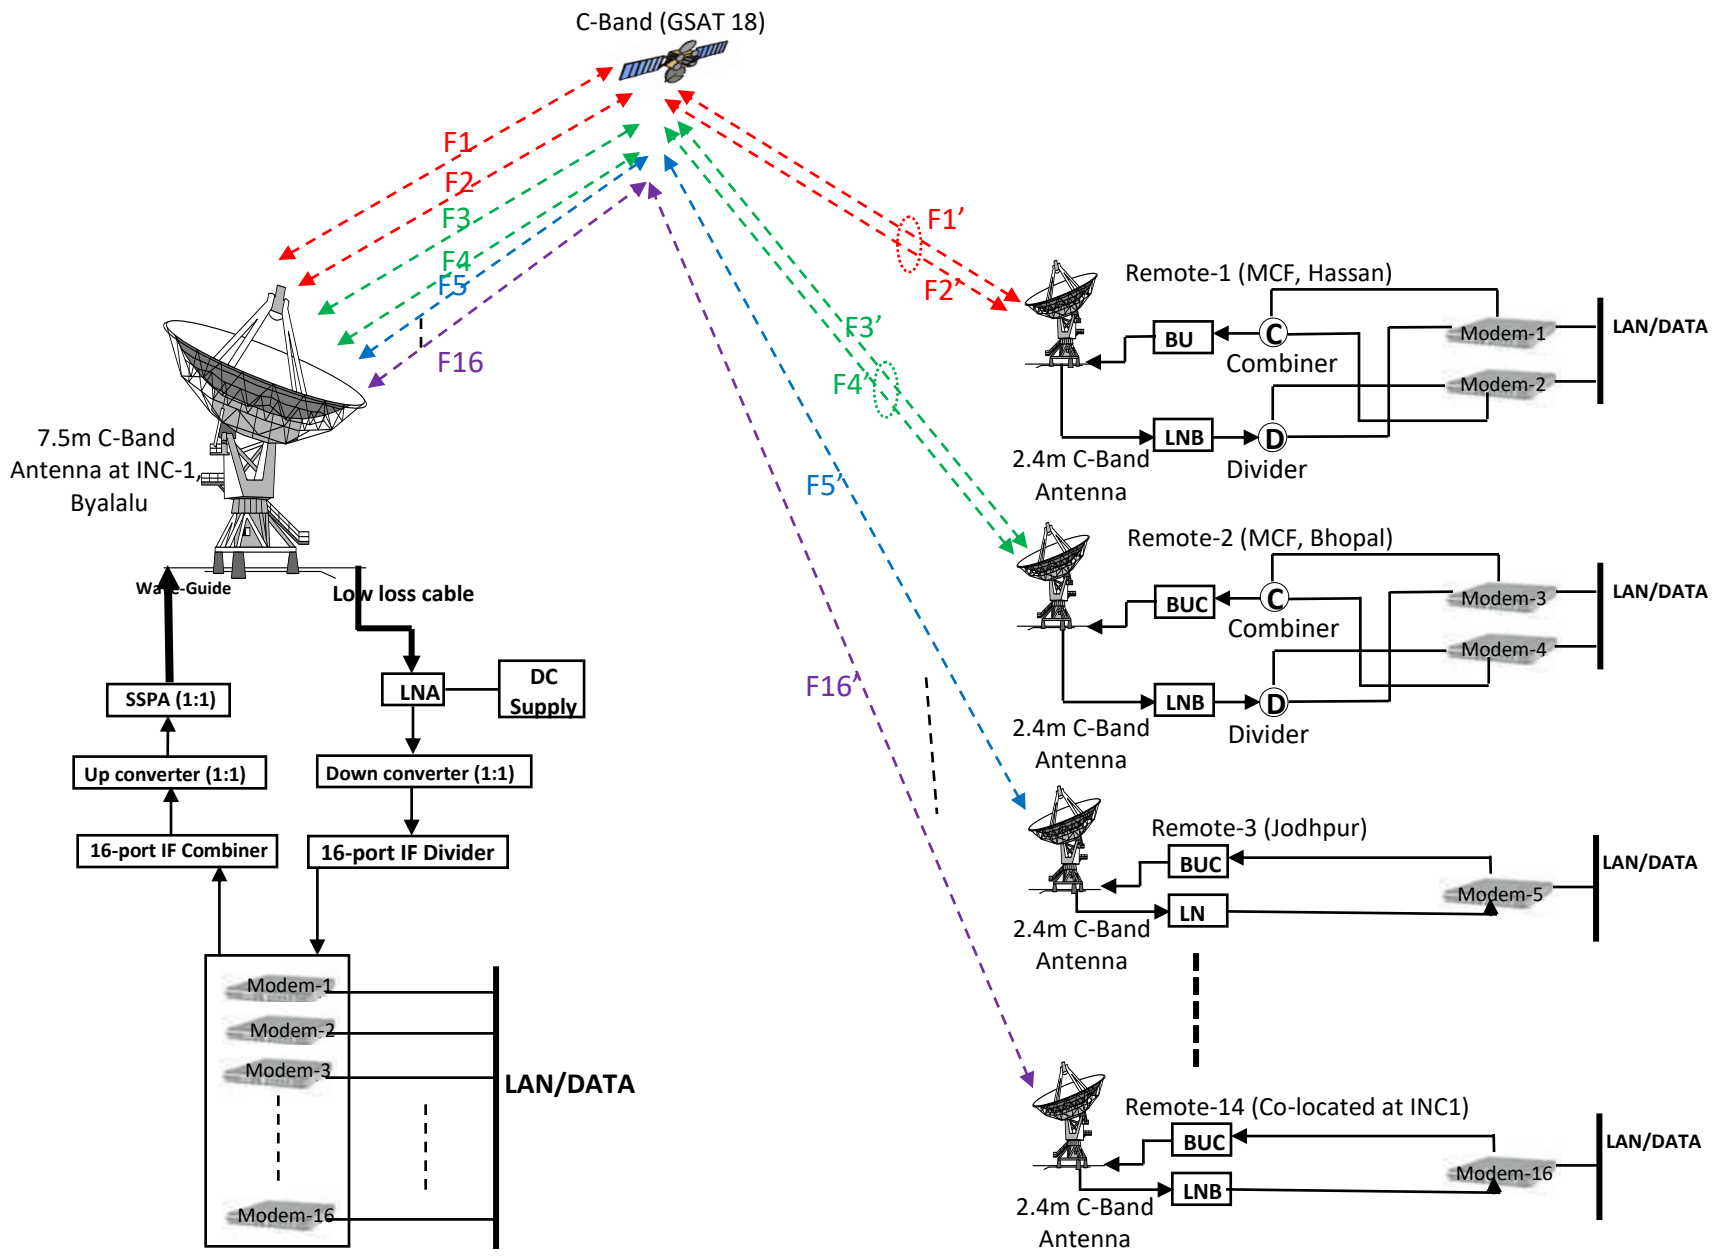 C-Band (GSAT 18)
F1
F2
F3
F4
F5
F16
F1’
F2’
F3’
F4’
F5’
F16’
7.5m C-Band
Antenna at INC-1,
Byalalu
Wave-Guide
Low loss cable
SSPA (1:1)
LNA
DC
Supply
Up converter (1:1)
Down converter (1:1)
16-port IF Combiner
16-port IF Divider
Modem-1
Modem-2
Modem-3
Modem-16
LAN/DATA
Remote-1 (MCF, Hassan)
BU
C
Combiner
Modem-1
Modem-2
LAN/DATA
LNB
D
Divider
2.4m C-Band
Antenna
Remote-2 (MCF, Bhopal)
BUC
C
Combiner
Modem-3
Modem-4
LAN/DATA
LNB
D
Divider
2.4m C-Band
Antenna
Remote-3 (Jodhpur)
BUC
LN
Modem-5
LAN/DATA
2.4m C-Band
Antenna
Remote-14 (Co-located at INC1)
BUC
LNB
Modem-16
LAN/DATA
2.4m C-Band
Antenna